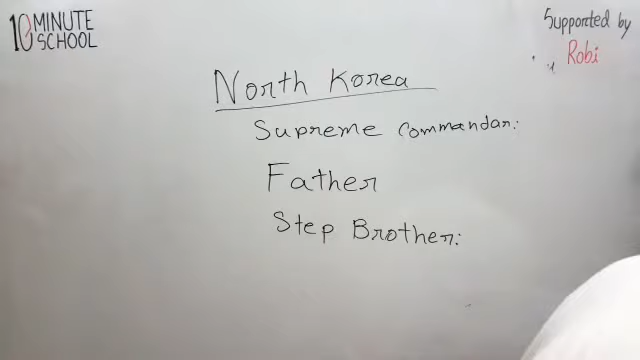 10 MINUTE SCHOOL
Supported by
Robi
North Korea
Supreme Commandar:
Father
Step Brother: